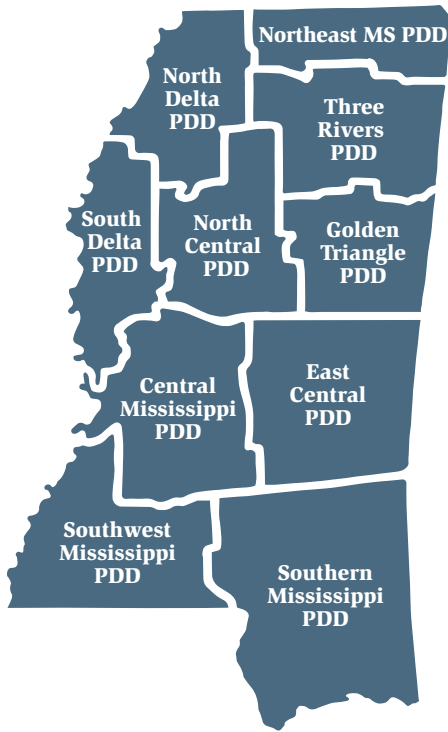 Northeast MS PDD
North
Delta
PDD
Three
Rivers
PDD
South
Delta
PDD
North
Central
PDD
Golden
Triangle
PDD
Central
Mississippi
PDD
East
Central
PDD
Southwest
Mississippi
PDD
Southern
Mississippi
PDD